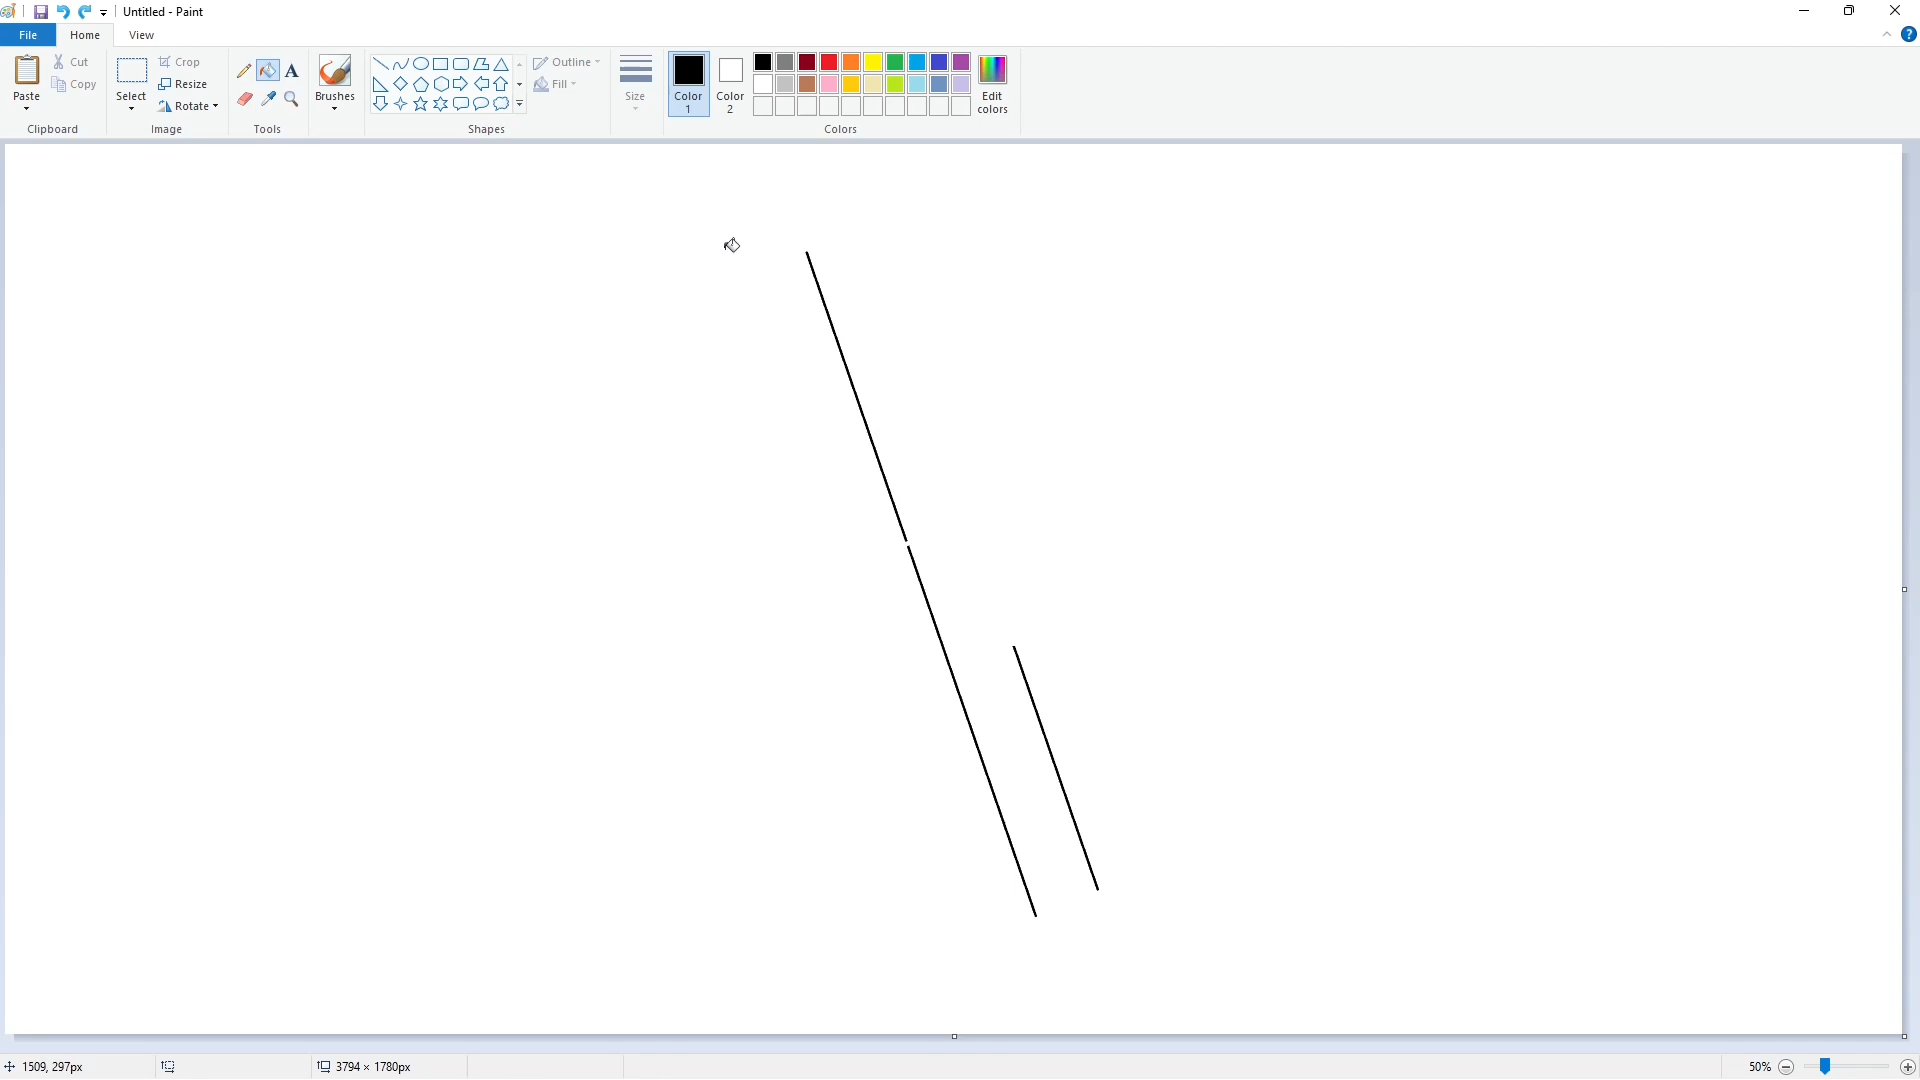 Untitled - Paint
File Home View
Paste Cut Copy
Clipboard
Select Crop Resize Rotate
Image
A
Tools
Brushes
Outline Fill
Shapes
Size
Color 1 Color 2
Edit colors
Colors
?
1509, 297px
3794 × 1780px
50%